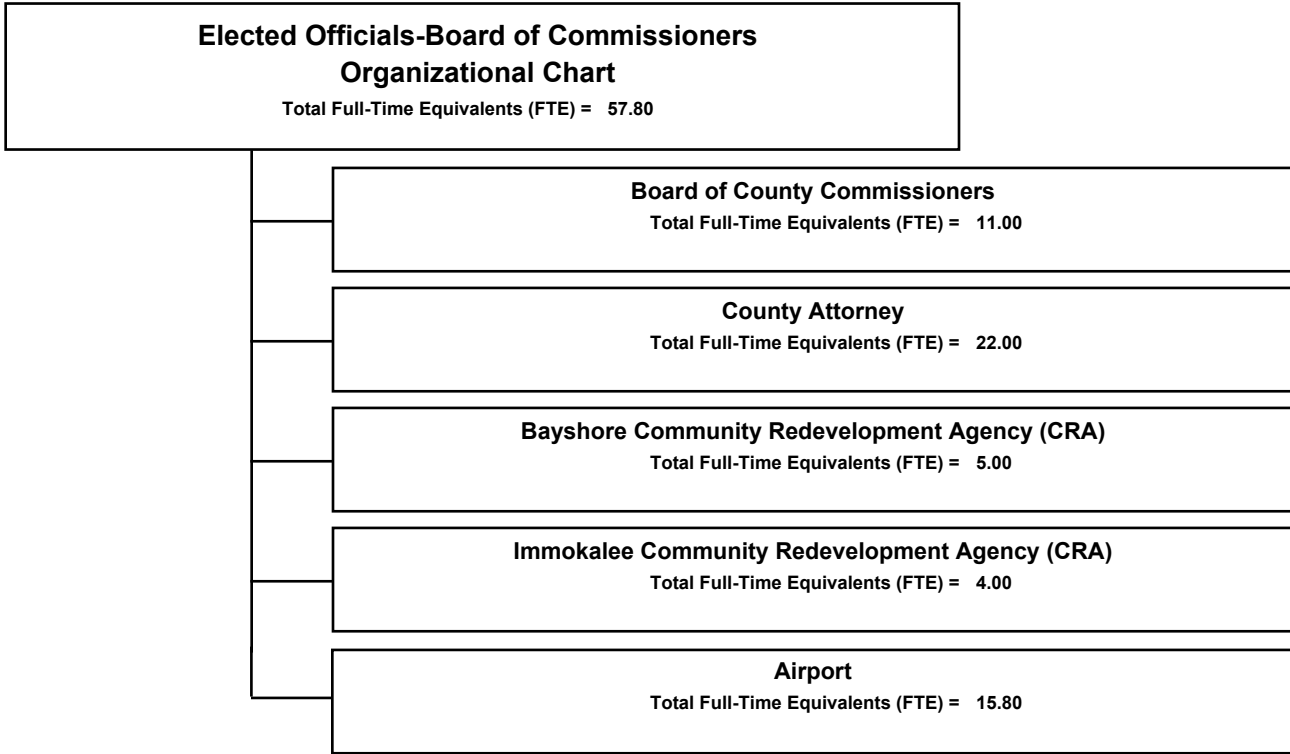 Elected Officials-Board of Commissioners
Organizational Chart
Total Full-Time Equivalents (FTE) = 57.80
Board of County Commissioners
Total Full-Time Equivalents (FTE) = 11.00
County Attorney
Total Full-Time Equivalents (FTE) = 22.00
Bayshore Community Redevelopment Agency (CRA)
Total Full-Time Equivalents (FTE) = 5.00
Immokalee Community Redevelopment Agency (CRA)
Total Full-Time Equivalents (FTE) = 4.00
Airport
Total Full-Time Equivalents (FTE) = 15.80